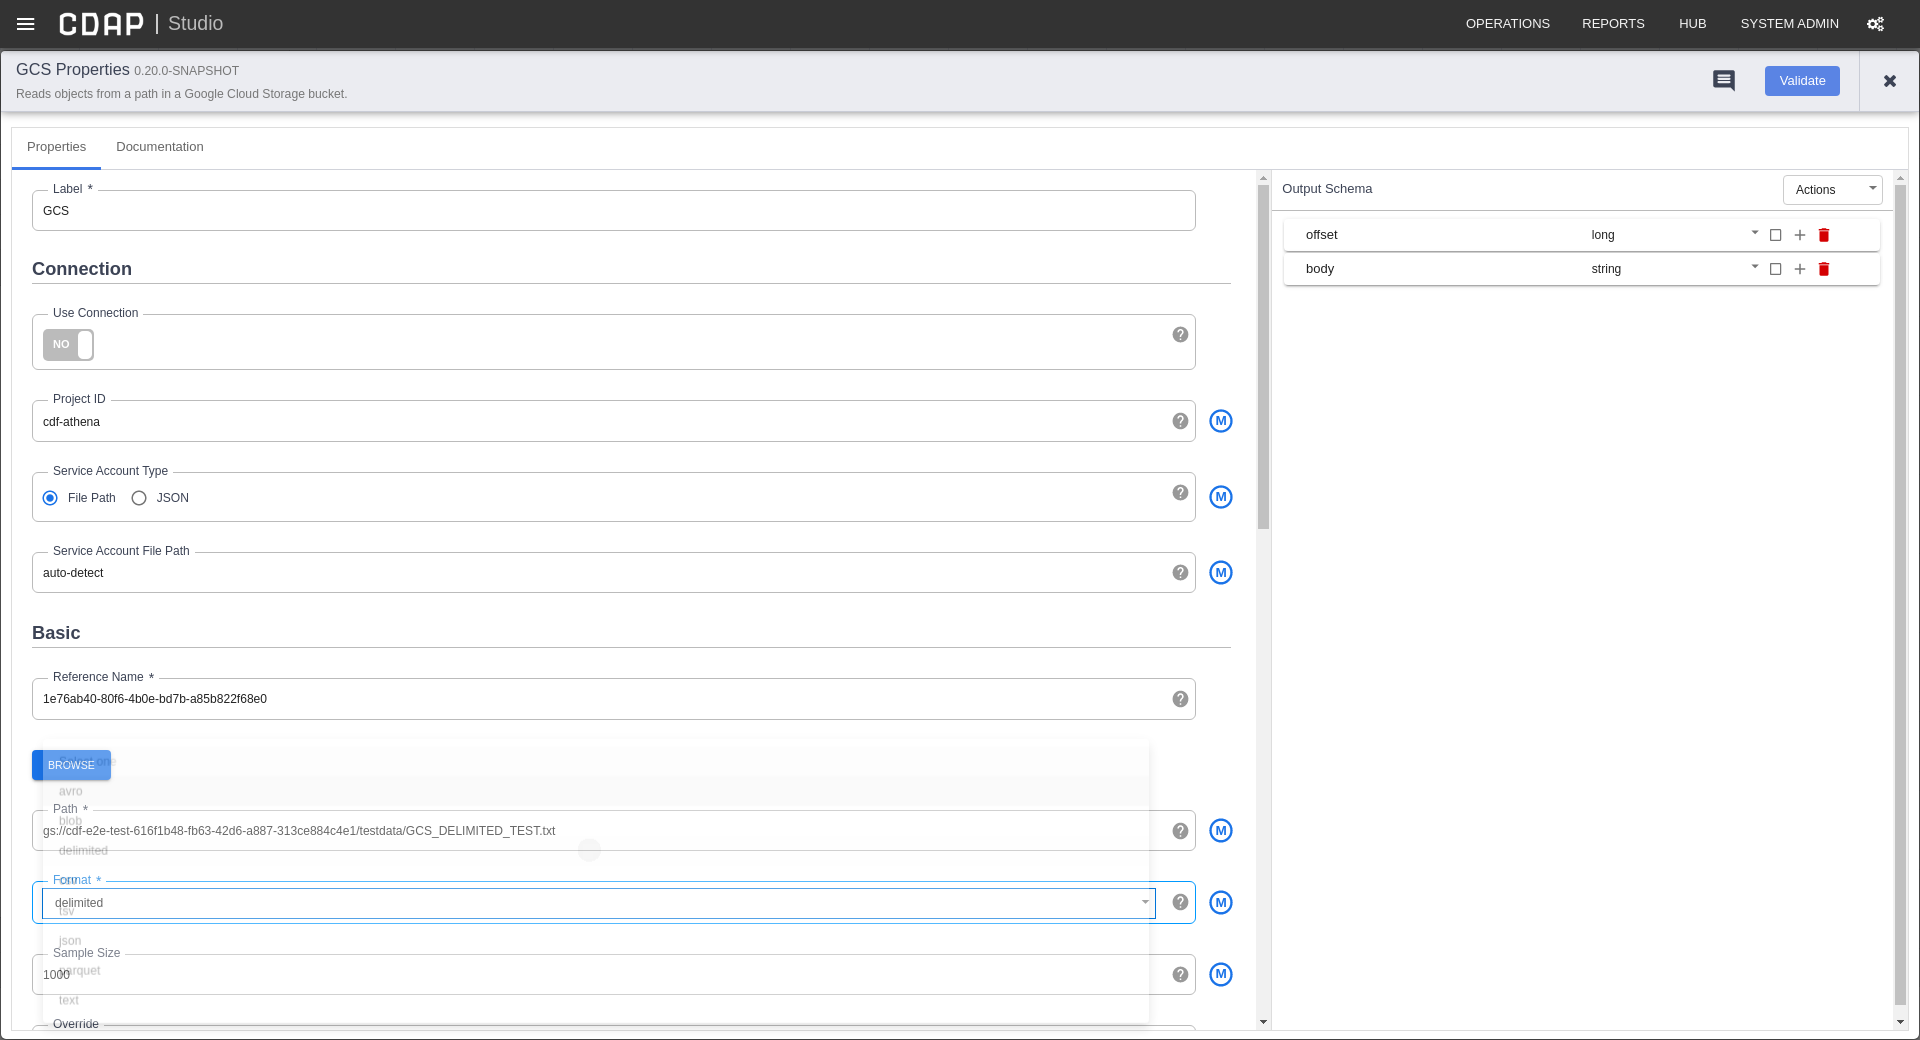 CDAP | Studio
OPERATIONS REPORTS HUB SYSTEM ADMIN
GCS Properties 0.20.0-SNAPSHOT
Reads objects from a path in a Google Cloud Storage bucket.
Validate
Properties Documentation
Label *
GCS
Connection
Use Connection
NO
Project ID
cdf-athena
M
Service Account Type
File Path JSON
M
Service Account File Path
auto-detect
M
Basic
Reference Name *
1e76ab40-80f6-4b0e-bd7b-a85b822f68e0
Select one
BROWSE
avro
Path *
blob
gs://cdf-e2e-test-616f1b48-fb63-42d6-a887-313ce884c4e1/testdata/GCS_DELIMITED_TEST.txt
M
delimited
Format *
csv
delimited
M
tsv
json
Sample Size
parquet
1000
M
text
Override
Output Schema
Actions
offset long
body string